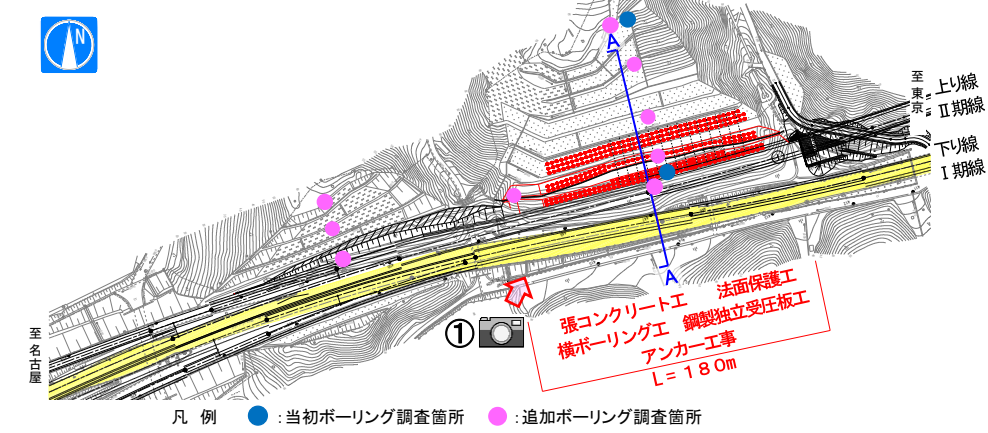 N
至東京
上り線
Ⅱ期線
下り線
Ⅰ期線
A
A
①
張コンクリート工 法面保護工
横ボーリング工 鋼製独立受圧板工
アンカー工事
L=180m
至名古屋
凡 例 :当初ボーリング調査箇所 :追加ボーリング調査箇所